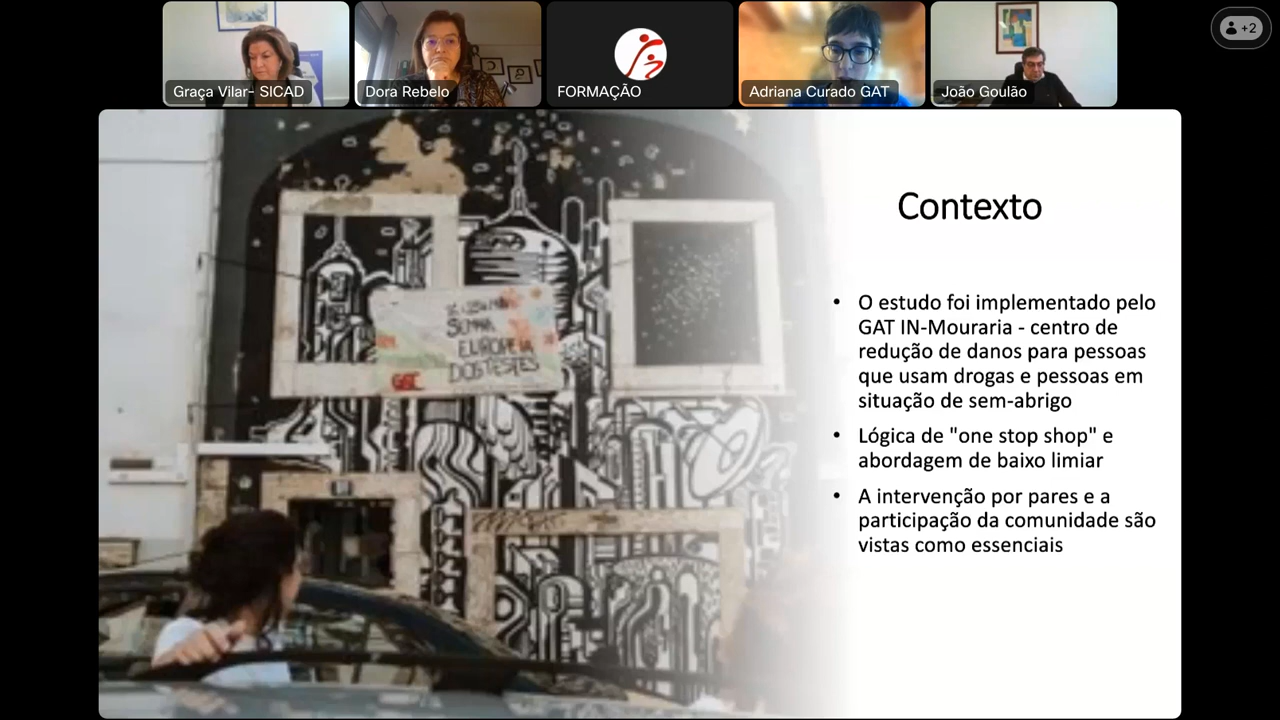 Graça Vilar- SICAD
Dora Rebelo
FORMAÇÃO
Adriana Curado GAT
João Goulão
+2
Contexto
SEMANA
EUROPEIA
DOS TESTES
GAT
• O estudo foi implementado pelo
GAT IN-Mouraria - centro de
redução de danos para pessoas
que usam drogas e pessoas em
situação de sem-abrigo
• Lógica de "one stop shop" e
abordagem de baixo limiar
• A intervenção por pares e a
participação da comunidade são
vistas como essenciais